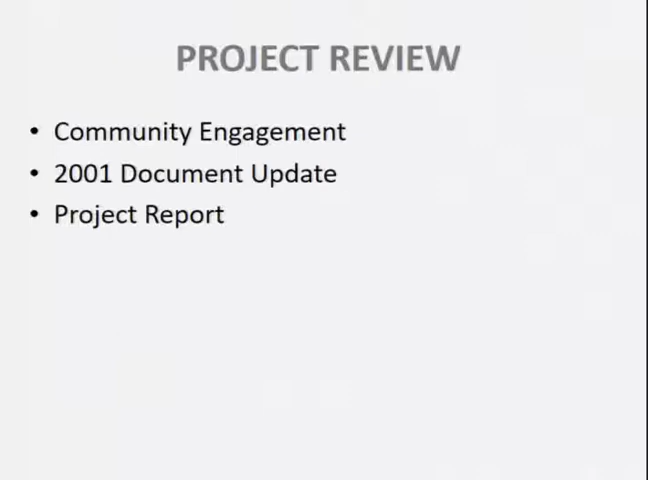 PROJECT REVIEW
• Community Engagement
• 2001 Document Update
• Project Report